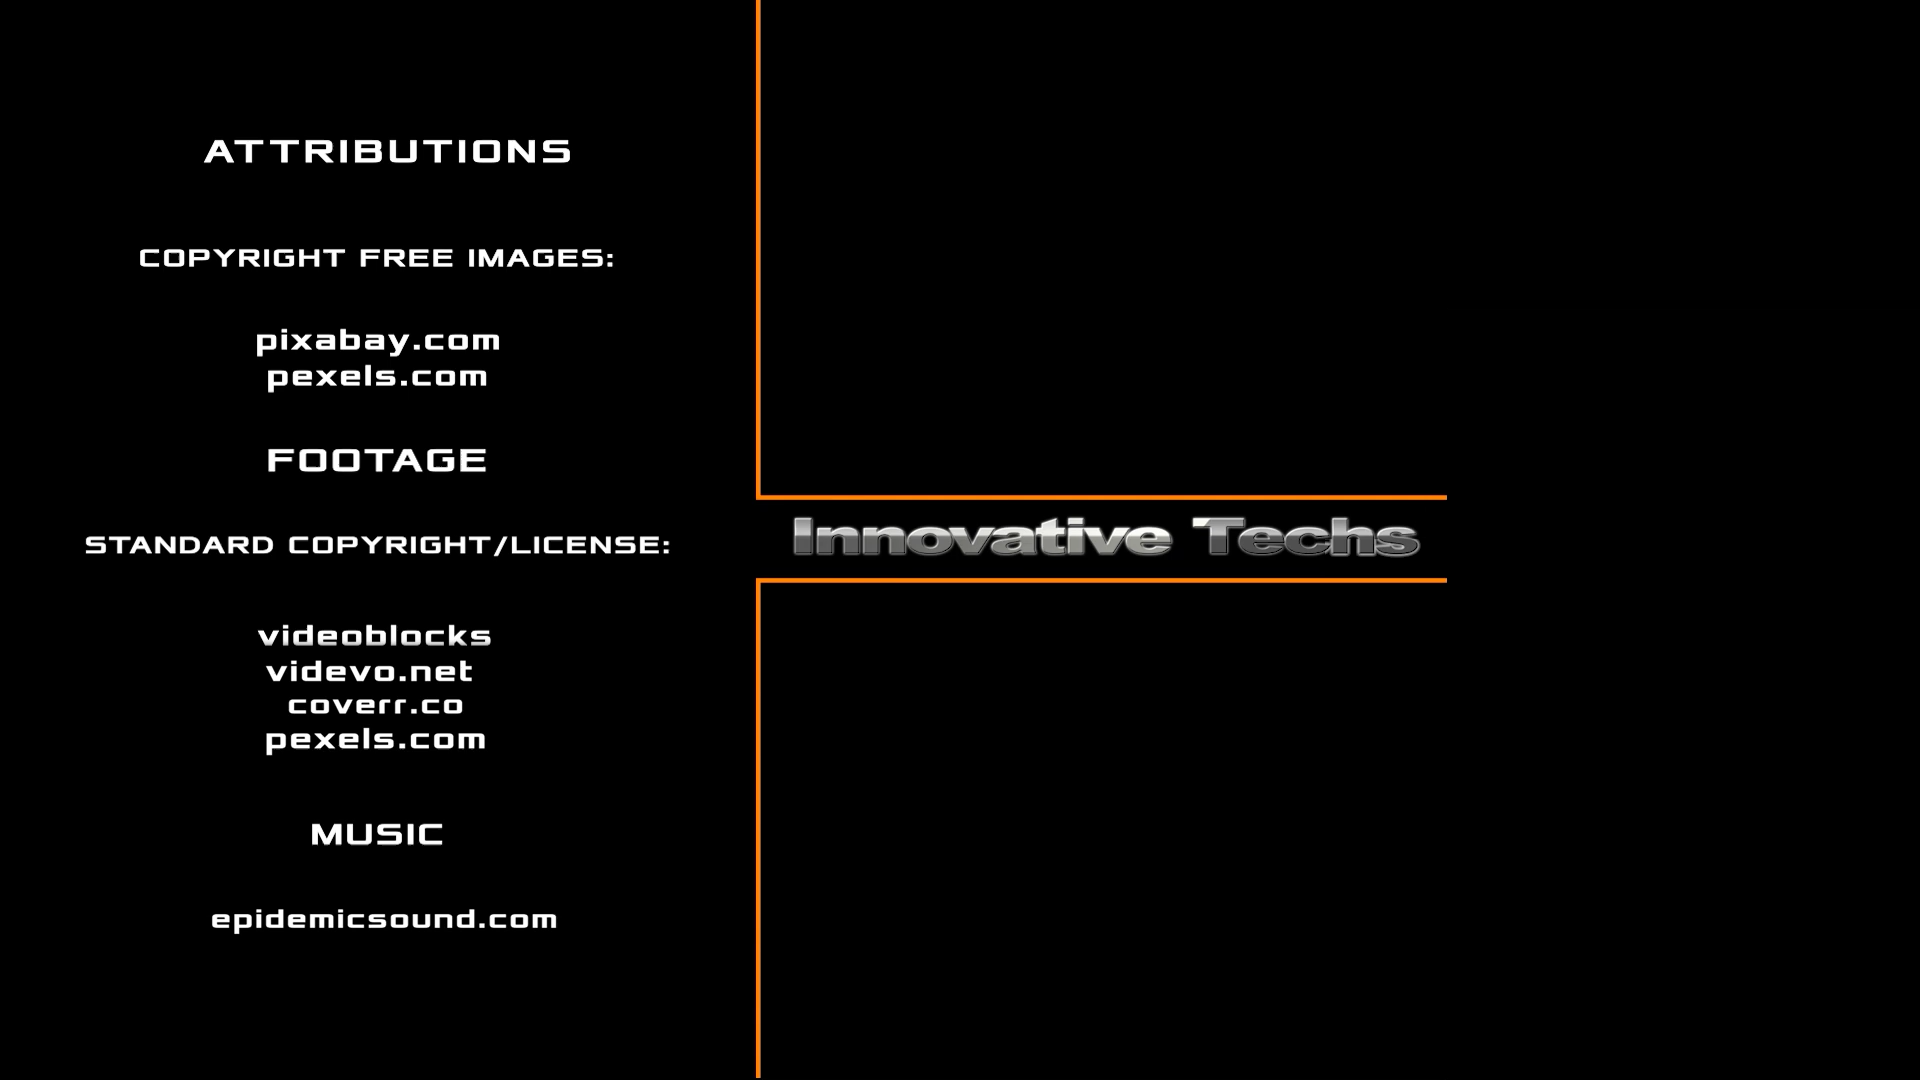 ATTRIBUTIONS
COPYRIGHT FREE IMAGES:
pixabay.com
pexels.com
FOOTAGE
STANDARD COPYRIGHT/LICENSE:
videoblocks
videvo.net
coverr.co
pexels.com
MUSIC
epidemicsound.com
Innovative Techs